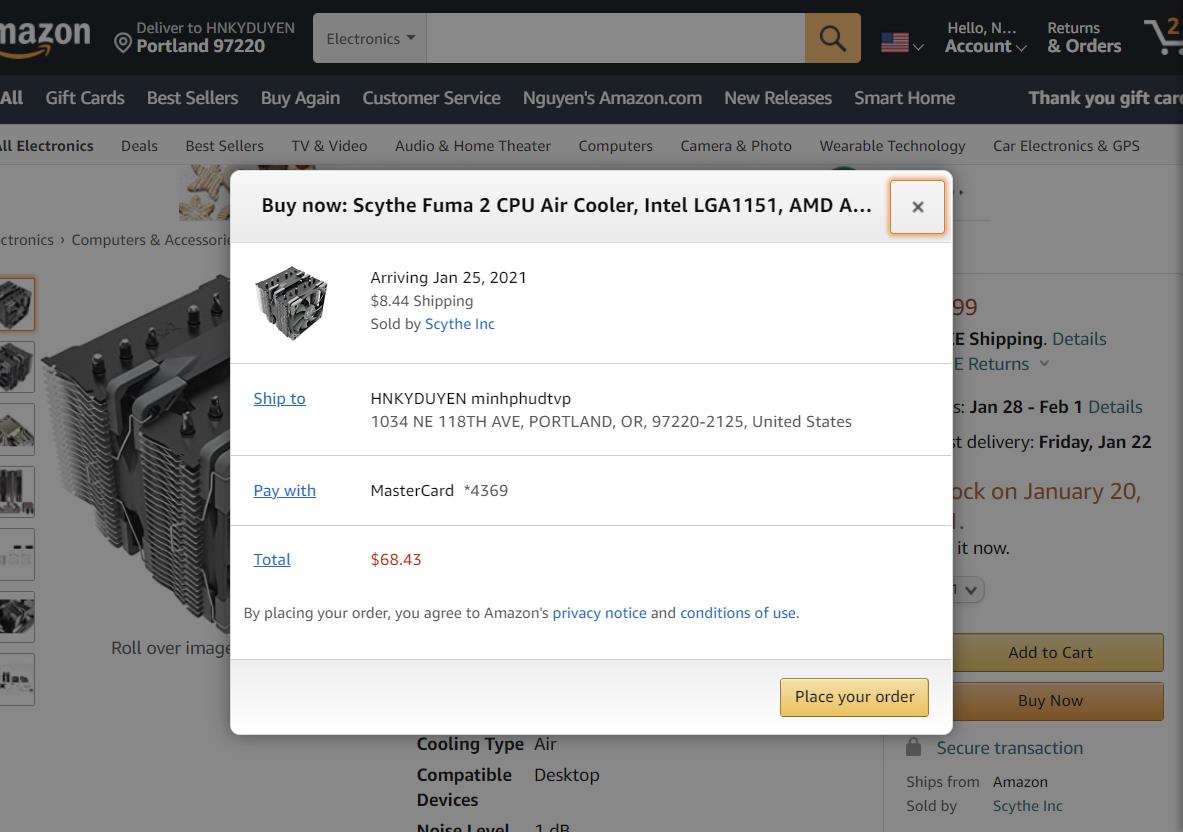 mazon
Deliver to HNKYDUYEN
Portland 97220
Electronics
Hello, N...
Account
Returns
& Orders
2
All Gift Cards Best Sellers Buy Again Customer Service Nguyen's Amazon.com New Releases Smart Home Thank you gift
All Electronics Deals Best Sellers TV & Video Audio & Home Theater Computers Camera & Photo Wearable Technology Car Electronics & GPS
ctronics › Computers & Accessorie
Buy now: Scythe Fuma 2 CPU Air Cooler, Intel LGA1151, AMD A...
×
Arriving Jan 25, 2021
$8.44 Shipping
Sold by Scythe Inc
Ship to
HNKYDUYEN minhphudtvp
1034 NE 118TH AVE, PORTLAND, OR, 97220-2125, United States
Pay with MasterCard *4369
Total $68.43
By placing your order, you agree to Amazon's privacy notice and conditions of use.
Place your order
99
E Shipping. Details
E Returns
s: Jan 28 - Feb 1 Details
st delivery: Friday, Jan 22
ock on January 20,
it now.
1
Add to Cart
Buy Now
Secure transaction
Ships from Amazon
Sold by Scythe Inc
Roll over image
Cooling Type Air
Compatible Desktop
Devices
Noise Level 1 dB